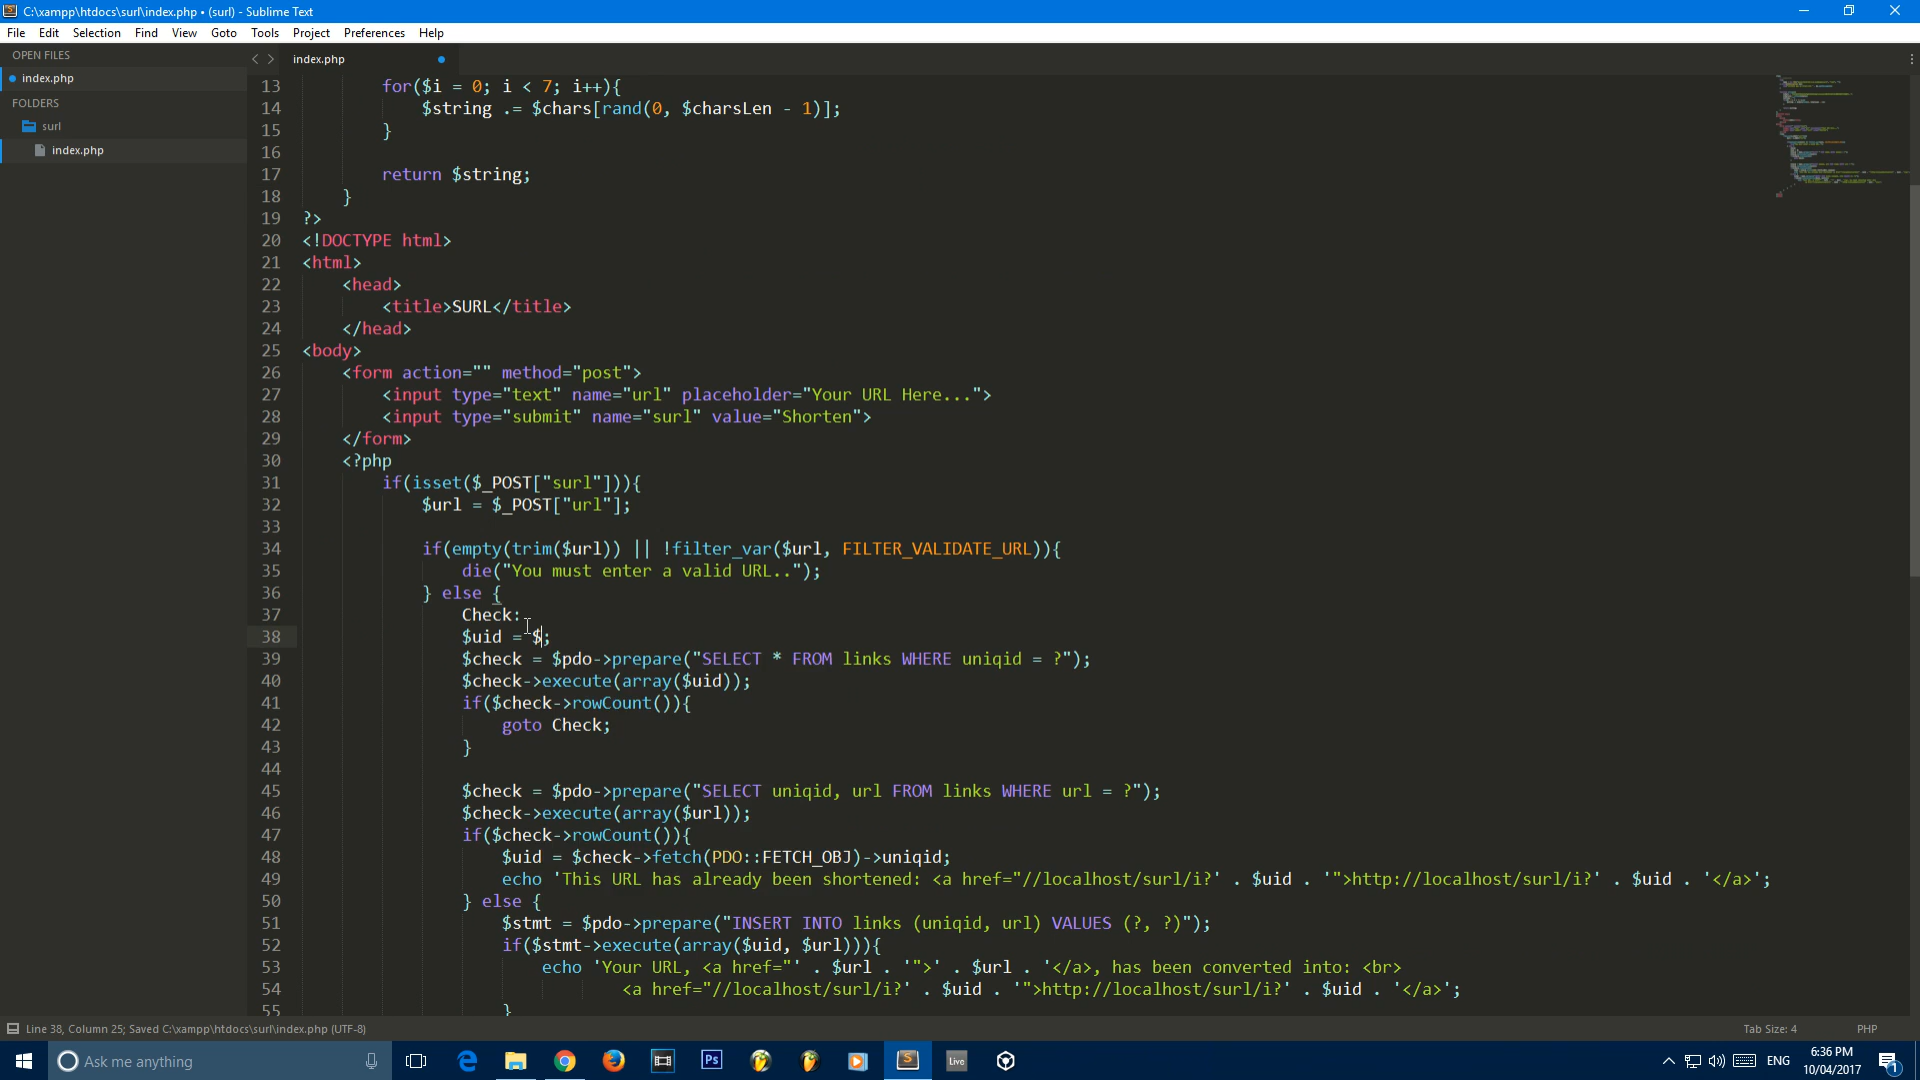 C:\xampp\htdocs\surl\index.php • (surl) - Sublime Text
File Edit Selection Find View Goto Tools Project Preferences Help
OPEN FILES
index.php
FOLDERS
surl
index.php
index.php
13 for($i = 0; i < 7; i++){
14 $string .= $chars[rand(0, $charsLen - 1)];
15 }
16
17 return $string;
18 }
19 ?>
20 <!DOCTYPE html>
21 <html>
22 <head>
23 <title>SURL</title>
24 </head>
25 <body>
26 <form action="" method="post">
27 <input type="text" name="url" placeholder="Your URL Here...">
28 <input type="submit" name="surl" value="Shorten">
29 </form>
30 <?php
31 if(isset($_POST["surl"])){
32 $url = $_POST["url"];
33
34 if(empty(trim($url)) || !filter_var($url, FILTER_VALIDATE_URL)){
35 die("You must enter a valid URL..");
36 } else {
37 Check:
38 $uid = $;
39 $check = $pdo->prepare("SELECT * FROM links WHERE uniqid = ?");
40 $check->execute(array($uid));
41 if($check->rowCount()){
42 goto Check;
43 }
44
45 $check = $pdo->prepare("SELECT uniqid, url FROM links WHERE url = ?");
46 $check->execute(array($url));
47 if($check->rowCount()){
48 $uid = $check->fetch(PDO::FETCH_OBJ)->uniqid;
49 echo 'This URL has already been shortened: <a href="//localhost/surl/i?' . $uid . '">http://localhost/surl/i?' . $uid . '</a>';
50 } else {
51 $stmt = $pdo->prepare("INSERT INTO links (uniqid, url) VALUES (?, ?)");
52 if($stmt->execute(array($uid, $url))){
53 echo 'Your URL, <a href="' . $url . '">' . $url . '</a>, has been converted into: <br>
54 <a href="//localhost/surl/i?' . $uid . '">http://localhost/surl/i?' . $uid . '</a>';
55 }
Line 38, Column 25; Saved C:\xampp\htdocs\surl\index.php (UTF-8)
Tab Size: 4
PHP
Ask me anything
Ps
Live
ENG
6:36 PM
10/04/2017
1